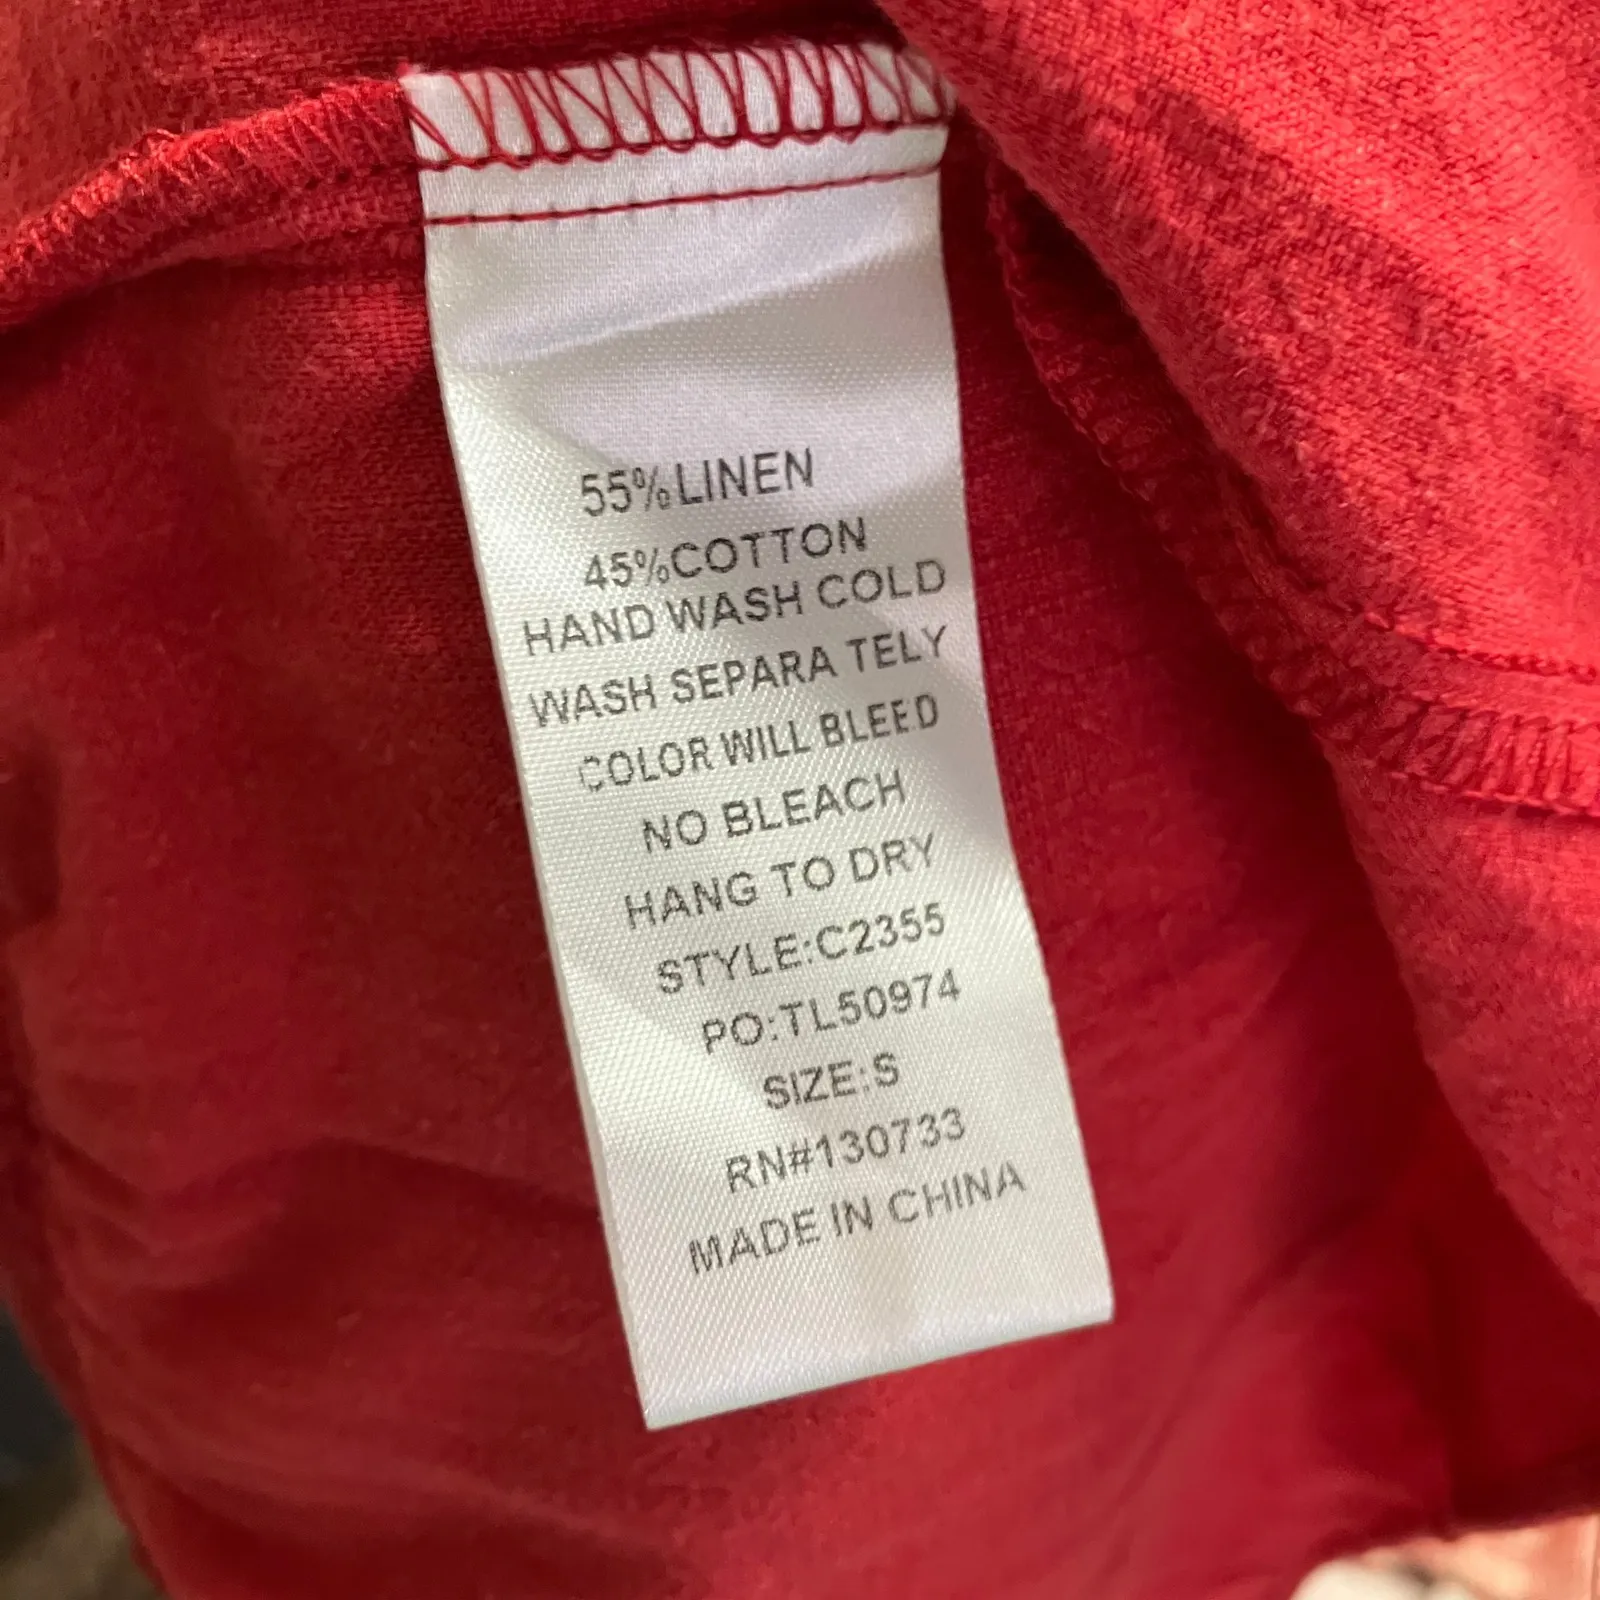 55%LINEN
45%COTTON
HAND WASH COLD
WASH SEPARA TELY
COLOR WILL BLEED
NO BLEACH
HANG TO DRY
STYLE:C2355
PO:TL50974
SIZE:S
RN#130733
MADE IN CHINA